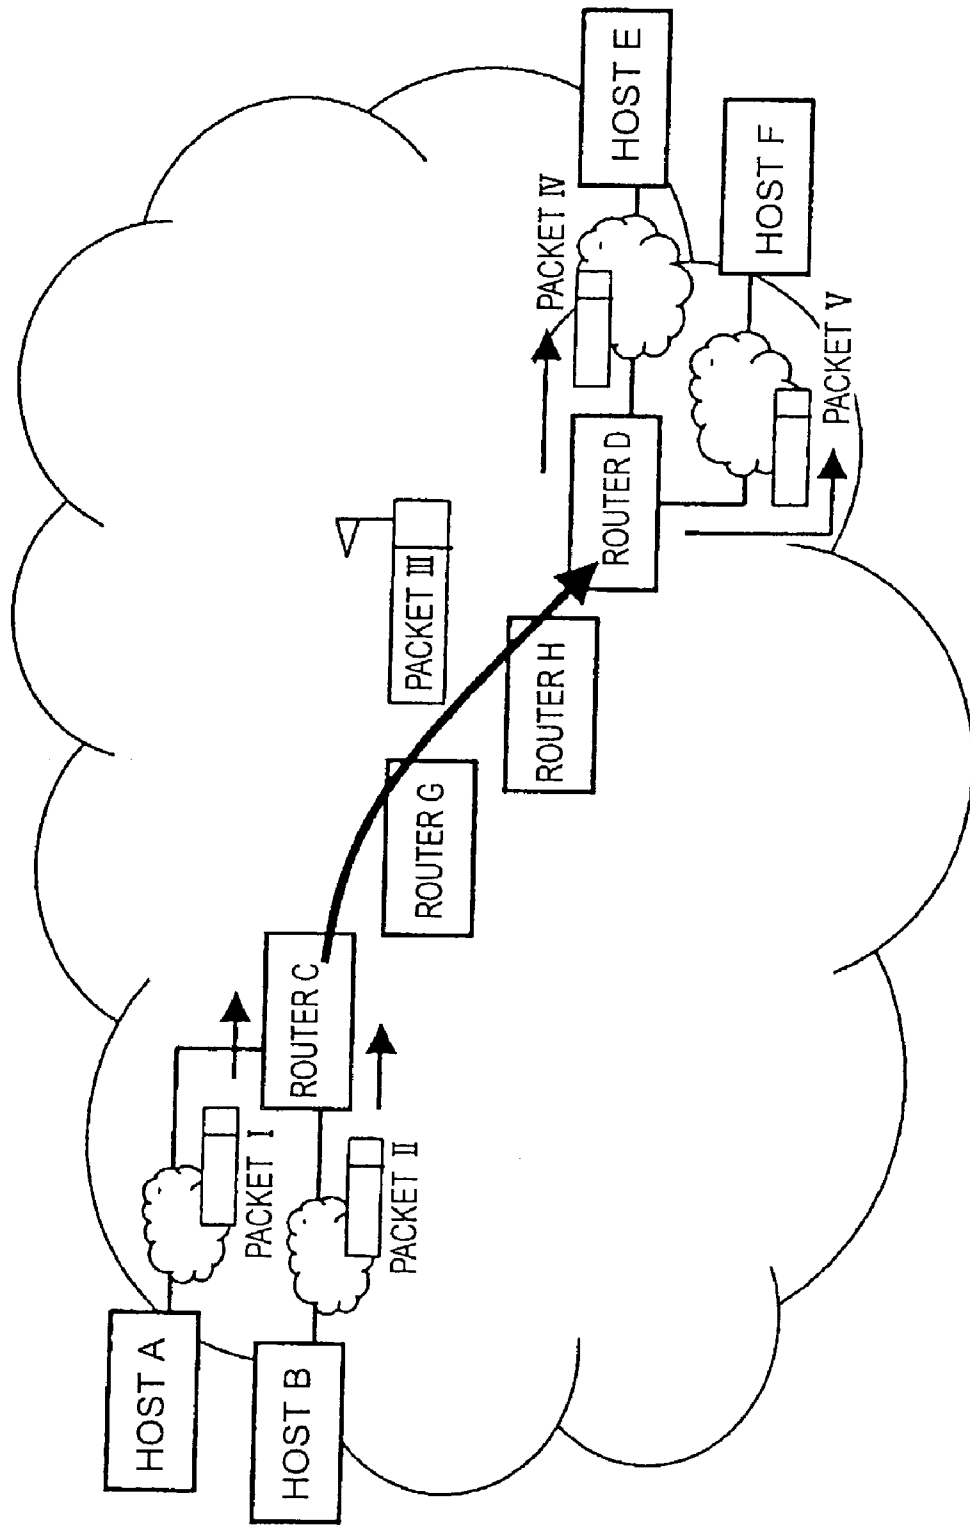 HOST A
HOST B
PACKET I
PACKET II
ROUTER C
ROUTER G
PACKET III
ROUTER H
ROUTER D
PACKET IV
PACKET V
HOST E
HOST F